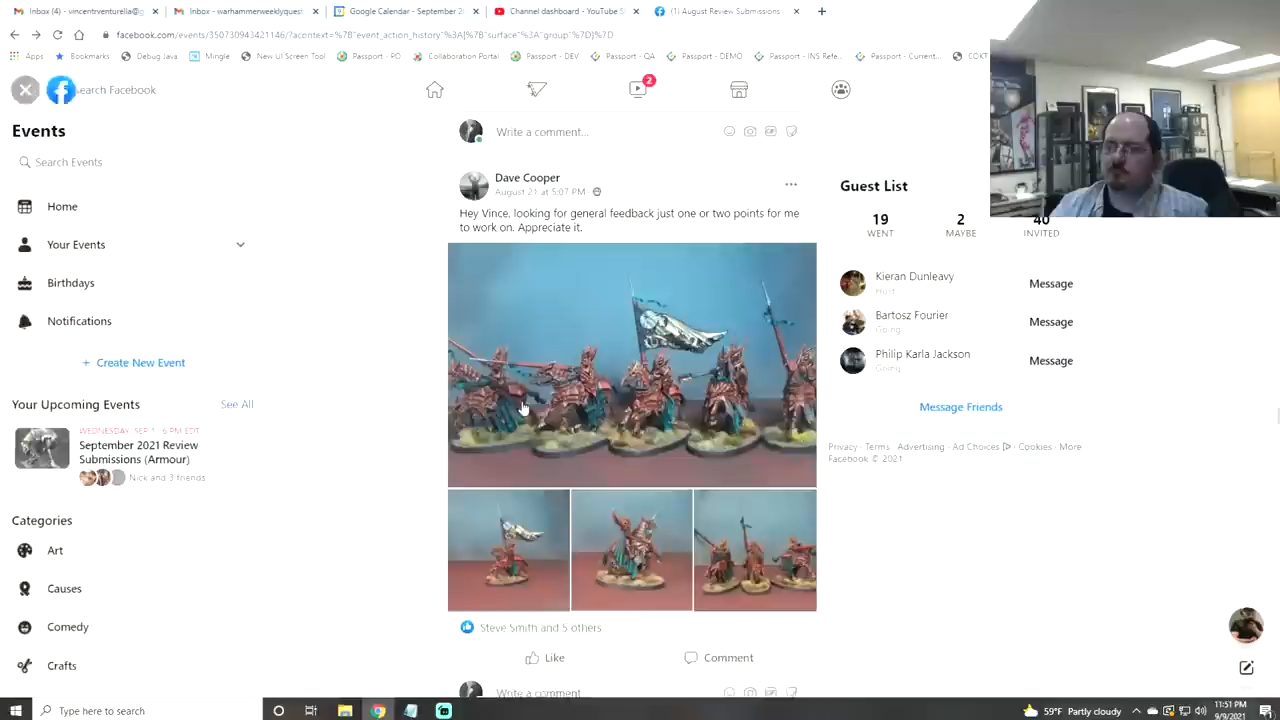 Inbox (4) - vincentrventurella@g
Inbox - warhammerweeklyquest
Google Calendar - September 2
Channel dashboard - YouTube S
(1) August Review Submissions
facebook.com/events/350730943421146/?acontext=%7B"event_action_history"%3A[%7B"surface"%3A"group"%7D]%7D
Apps
Bookmarks
Debug Java
Mingle
New UI Screen Tool
Passport - PO
Collaboration Portal
Passport - DEV
Passport - QA
Passport - DEMO
Passport - INS Refe...
Passport - Current...
Search Facebook
2
Events
Search Events
Home
Your Events
Birthdays
Notifications
+ Create New Event
Your Upcoming Events
See All
WEDNESDAY, SEP 1, 6 PM EDT
September 2021 Review
Submissions (Armour)
Nick and 3 friends
Categories
Art
Causes
Comedy
Crafts
Write a comment...
Dave Cooper
August 21 at 5:07 PM
Hey Vince. looking for general feedback just one or two points for me
to work on. Appreciate it.
Steve Smith and 5 others
Like
Comment
Write a comment...
Guest List
19
2
40
WENT
MAYBE
INVITED
Kieran Dunleavy
Host
Message
Bartosz Fourier
Going
Message
Philip Karla Jackson
Going
Message
Message Friends
Privacy · Terms · Advertising · Ad Choices · Cookies · More
Facebook © 2021
Type here to search
59°F Partly cloudy
11:51 PM
9/9/2021